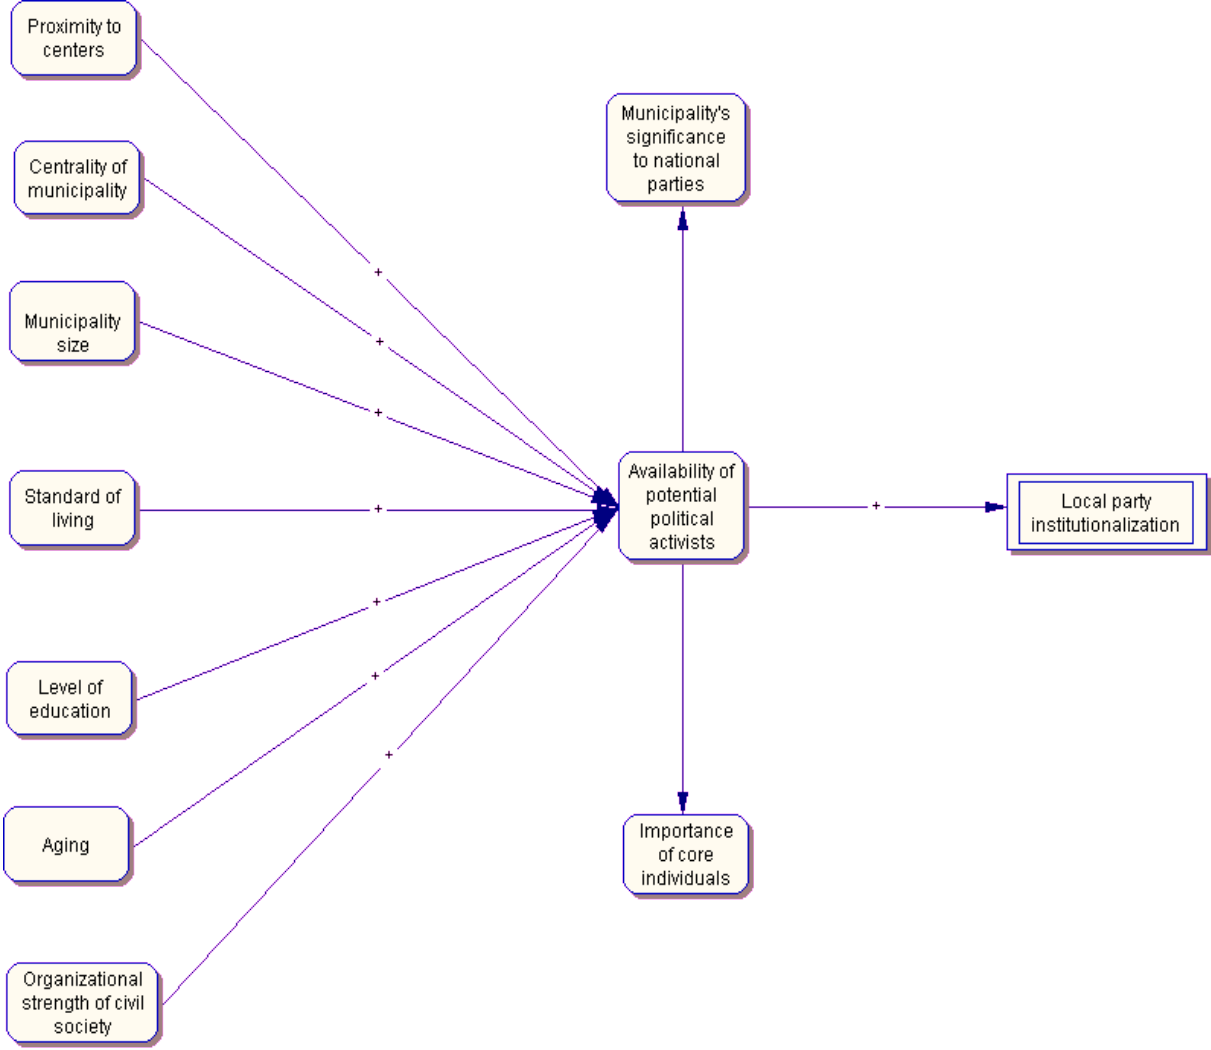 Proximity to
centers
Centrality of
municipality
Municipality
size
Standard of
living
Level of
education
Aging
Organizational
strength of civil
society
+
+
+
+
+
+
+
Municipality's
significance
to national
parties
Availability of
potential
political
activists
Importance
of core
individuals
+
Local party
institutionalization